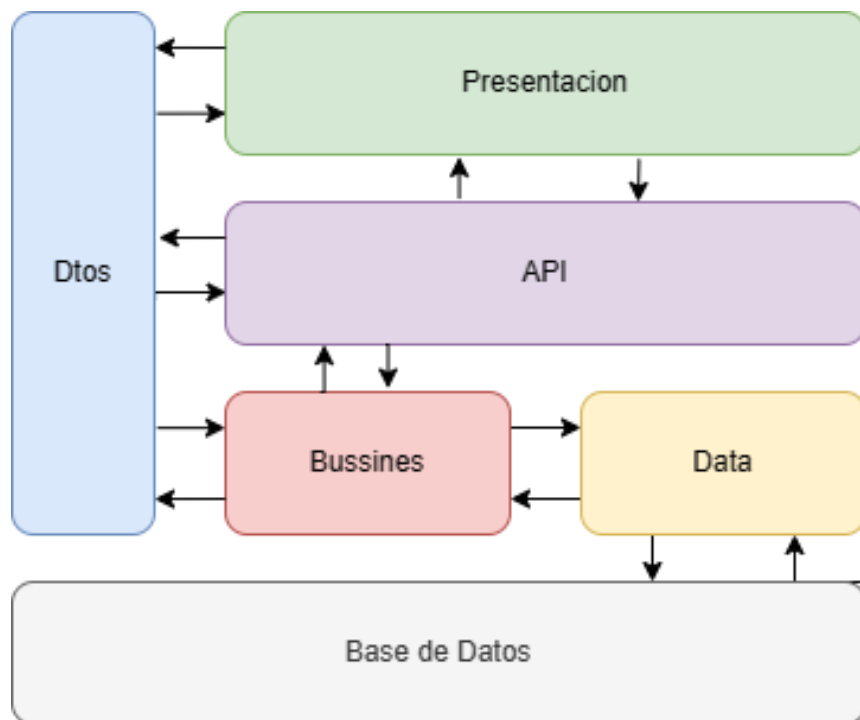 Presentacion
Dtos
API
Bussines
Data
Base de Datos